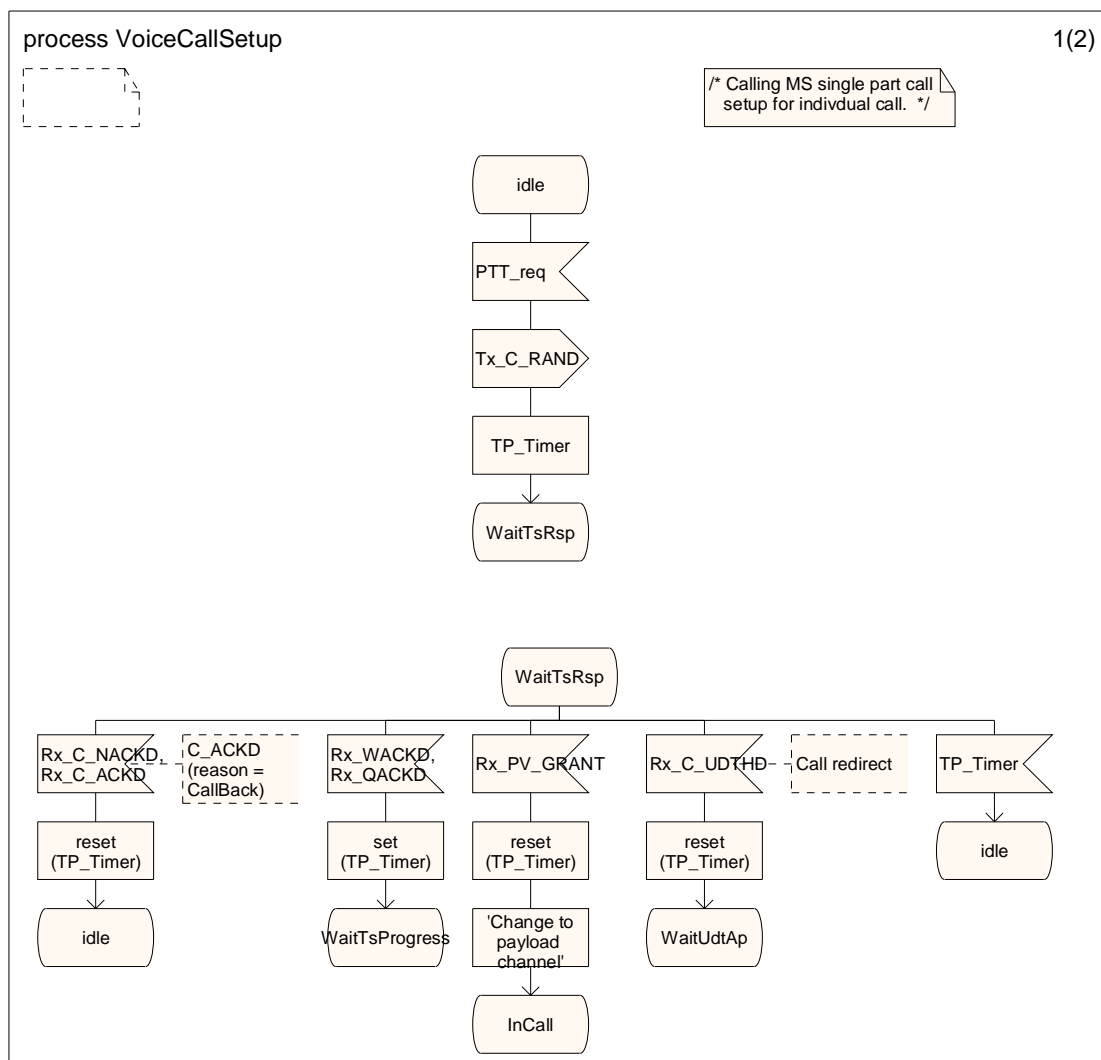 process VoiceCallSetup
1(2)
/* Calling MS single part call
setup for indivdual call. */
idle
PTT_req
Tx_C_RAND
TP_Timer
WaitTsRsp
WaitTsRsp
Rx_C_NACKD,
Rx_C_ACKD
C_ACKD
(reason =
CallBack)
Rx_WACKD,
Rx_QACKD
Rx_PV_GRANT
Rx_C_UDTHD
Call redirect
TP_Timer
reset
(TP_Timer)
set
(TP_Timer)
reset
(TP_Timer)
reset
(TP_Timer)
idle
idle
WaitTsProgress
'Change to
payload
channel'
WaitUdtAp
InCall